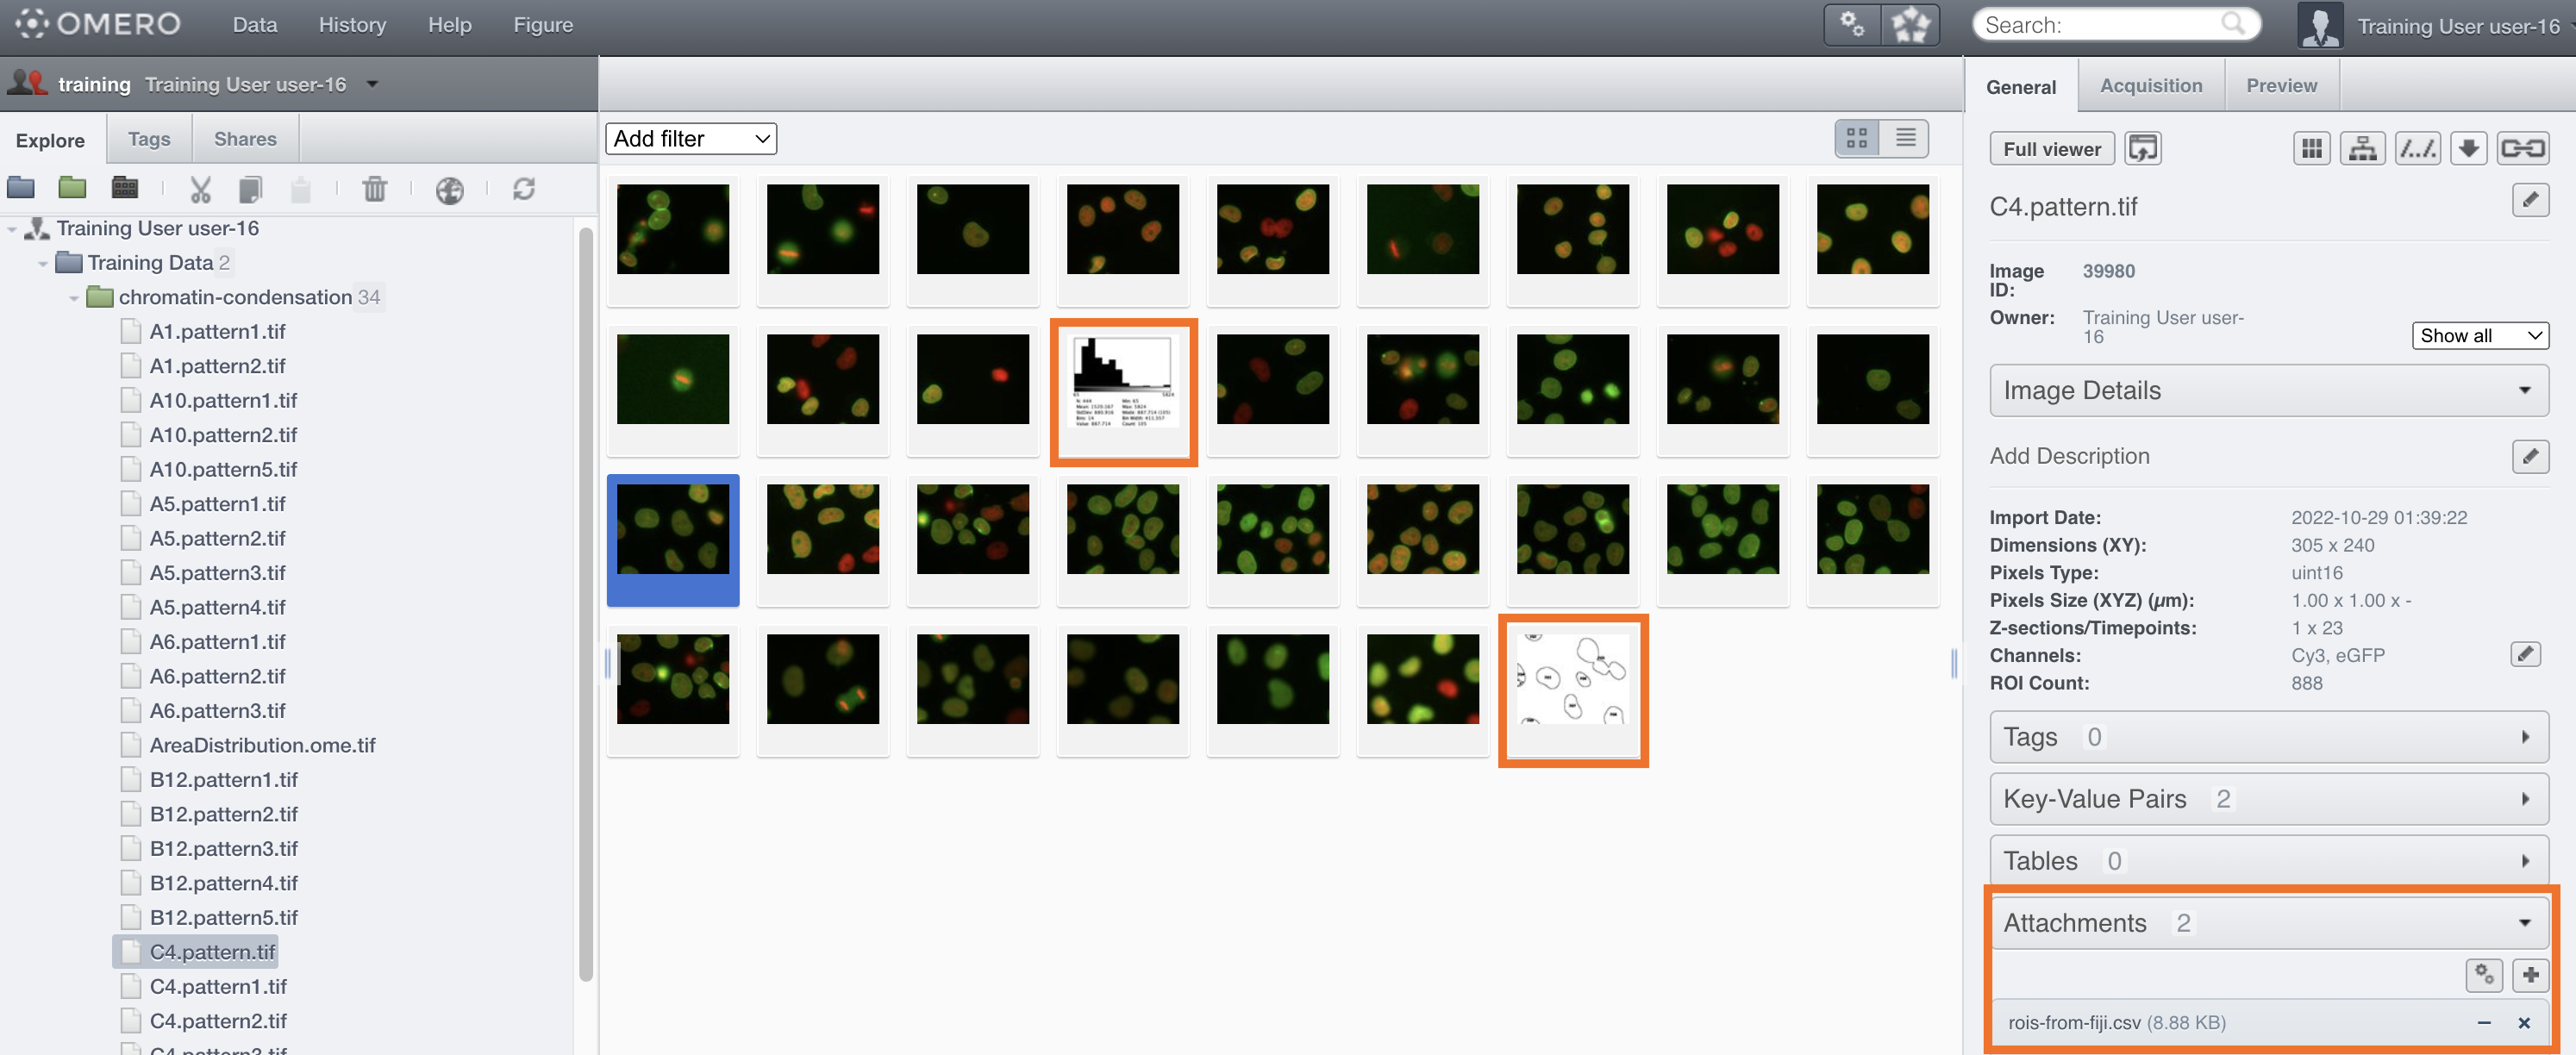 OMERO Data History Help Figure Search: Training User user-16
training Training User user-16
General Acquisition Preview
Explore Tags Shares
Add filter
Full viewer /.../
Training User user-16
Training Data 2
chromatin-condensation 34
A1.pattern1.tif
A1.pattern2.tif
A10.pattern1.tif
A10.pattern2.tif
A10.pattern5.tif
A5.pattern1.tif
A5.pattern2.tif
A5.pattern3.tif
A5.pattern4.tif
A6.pattern1.tif
A6.pattern2.tif
A6.pattern3.tif
AreaDistribution.ome.tif
B12.pattern1.tif
B12.pattern2.tif
B12.pattern3.tif
B12.pattern4.tif
B12.pattern5.tif
C4.pattern.tif
C4.pattern1.tif
C4.pattern2.tif
C4.pattern3.tif
C4.pattern.tif
Image ID: 39980
Owner: Training User user-16
Show all
Image Details
Add Description
Import Date: 2022-10-29 01:39:22
Dimensions (XY): 305 x 240
Pixels Type: uint16
Pixels Size (XYZ) (µm): 1.00 x 1.00 x -
Z-sections/Timepoints: 1 x 23
Channels: Cy3, eGFP
ROI Count: 888
Tags 0
Key-Value Pairs 2
Tables 0
Attachments 2
rois-from-fiji.csv (8.88 KB)